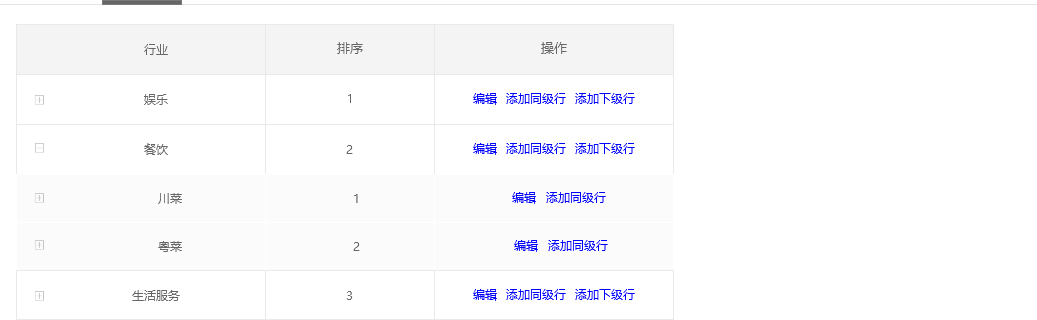 行业 排序 操作
娱乐 1 编辑 添加同级行 添加下级行
餐饮 2 编辑 添加同级行 添加下级行
川菜 1 编辑 添加同级行
粤菜 2 编辑 添加同级行
生活服务 3 编辑 添加同级行 添加下级行